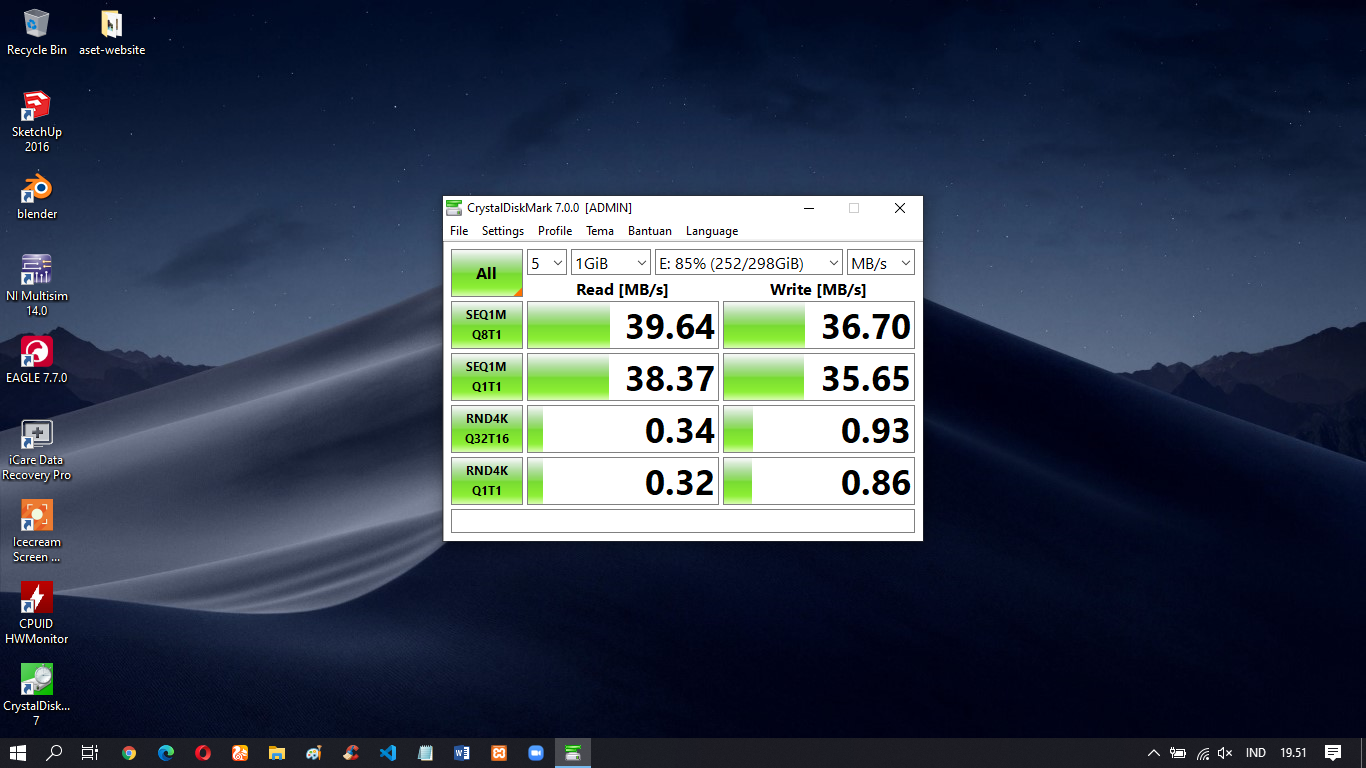 Recycle Bin
aset-website
SketchUp
2016
blender
NI Multisim
14.0
EAGLE 7.7.0
iCare Data
Recovery Pro
Icecream
Screen ...
CPUID
HWMonitor
CrystalDisk...
7
CrystalDiskMark 7.0.0 [ADMIN]
File Settings Profile Tema Bantuan Language
All 5 1GiB E: 85% (252/298GiB) MB/s
Read [MB/s] Write [MB/s]
SEQ1M
Q8T1
39.64 36.70
SEQ1M
Q1T1
38.37 35.65
RND4K
Q32T16
0.34 0.93
RND4K
Q1T1
0.32 0.86
IND 19.51